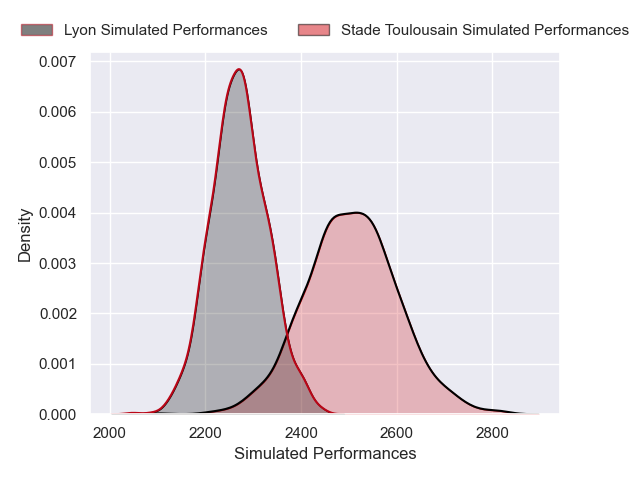 Lyon Simulated Performances Stade Toulousain Simulated Performances
0.007
0.006
0.005
0.004
0.003
0.002
0.001
0.000
Density
2000 2200 2400 2600 2800
Simulated Performances